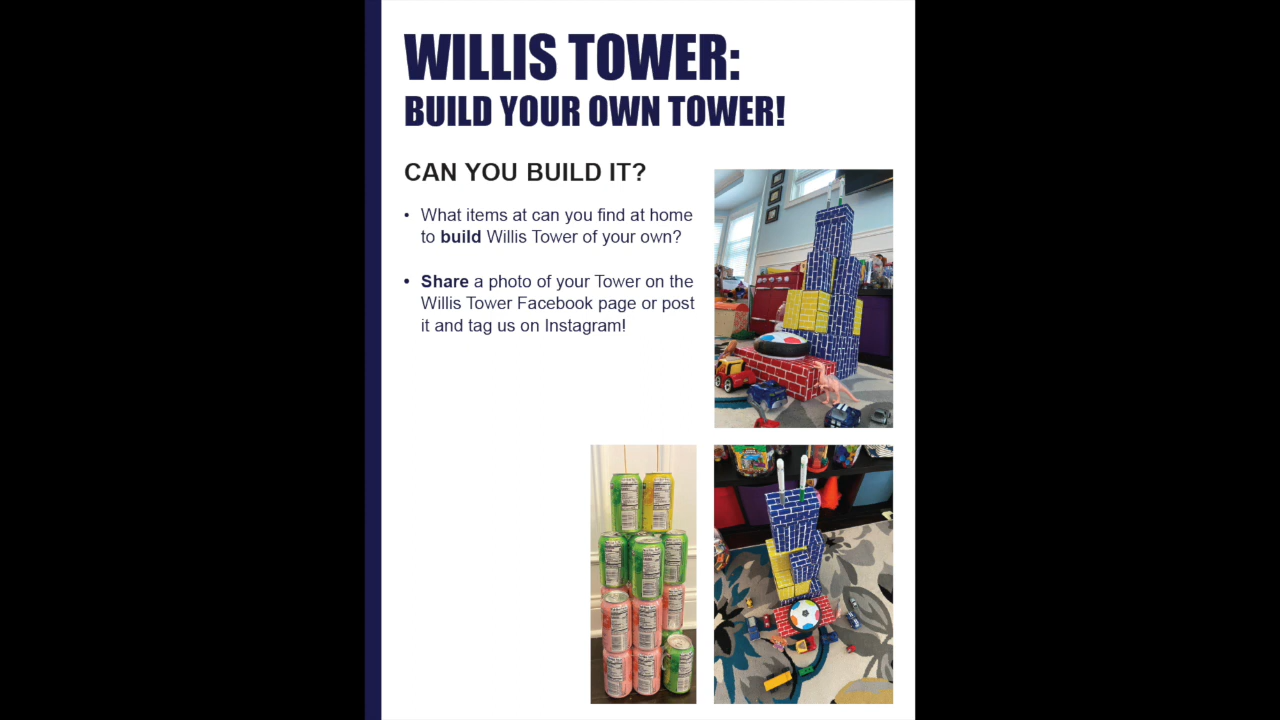 WILLIS TOWER:
BUILD YOUR OWN TOWER!
CAN YOU BUILD IT?
• What items at can you find at home
to build Willis Tower of your own?
• Share a photo of your Tower on the
Willis Tower Facebook page or post
it and tag us on Instagram!